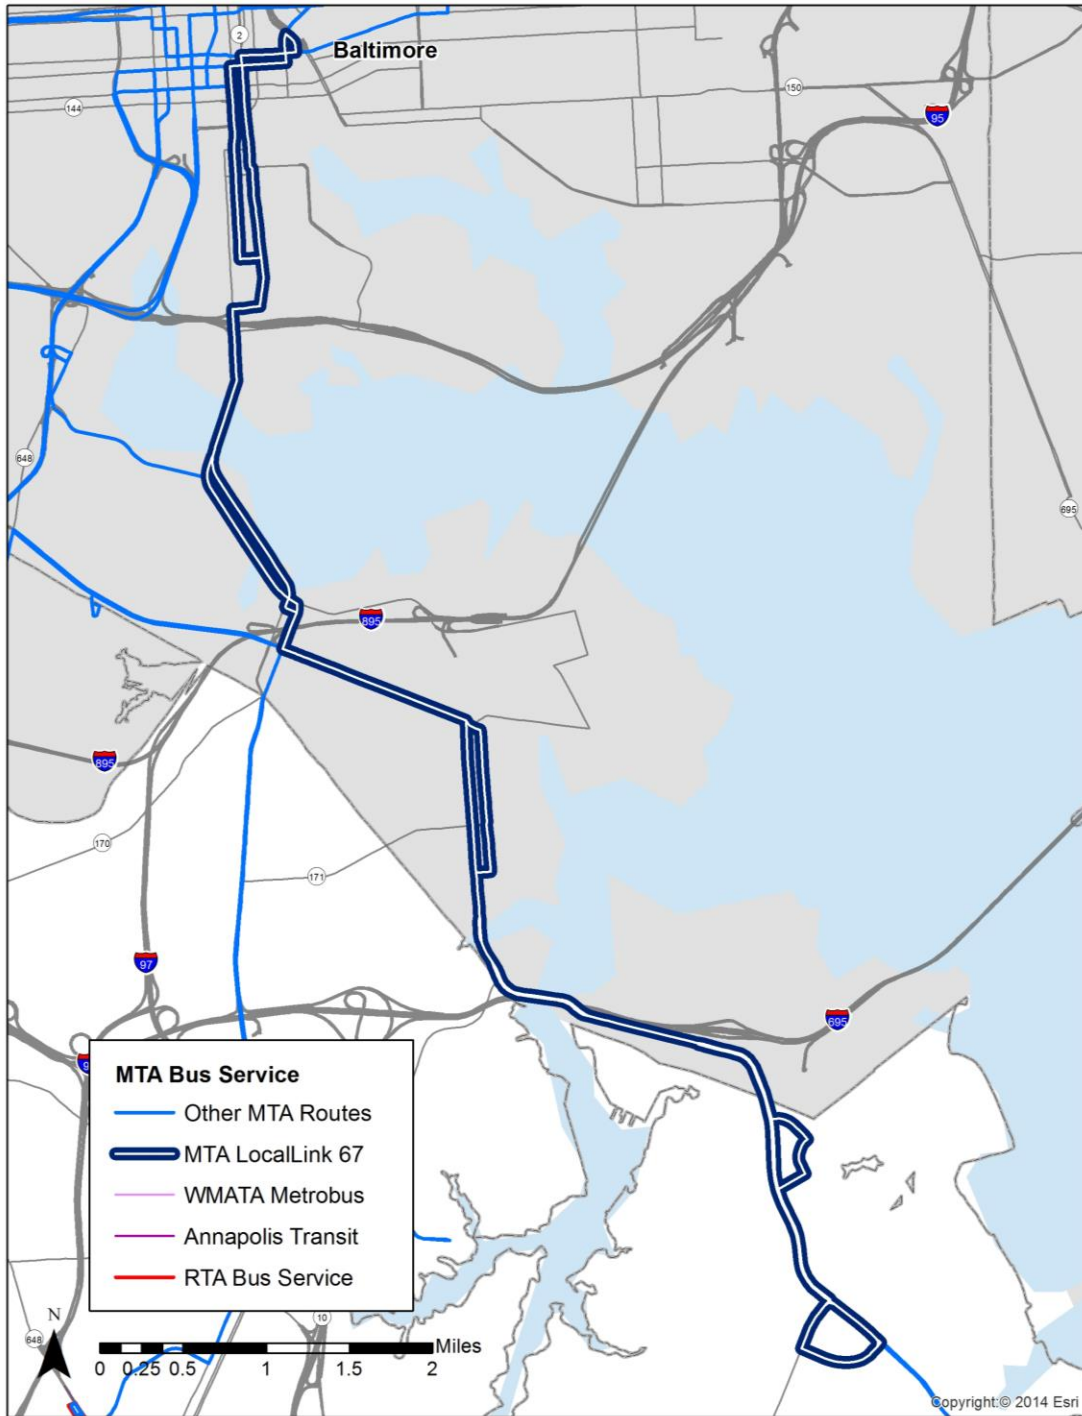 2
Baltimore
150
144
95
648
695
895
895
170
171
97
695
9
MTA Bus Service
Other MTA Routes
MTA LocalLink 67
WMATA Metrobus
Annapolis Transit
RTA Bus Service
N
10
648
Miles
0 0.25 0.5 1 1.5 2
Copyright:© 2014 Esri